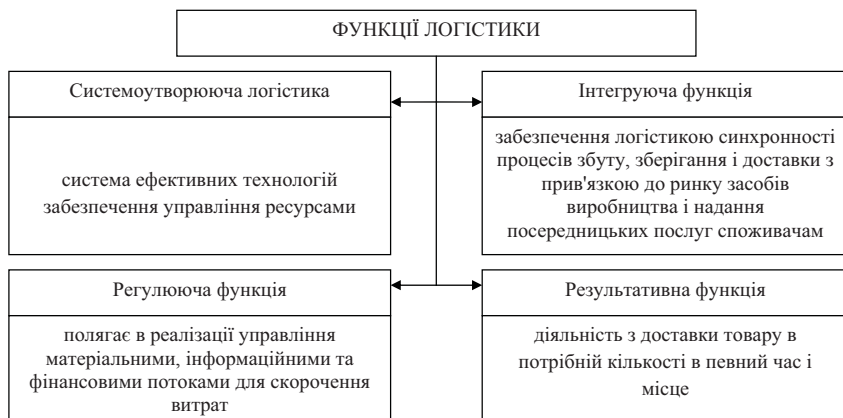 ФУНКЦІЇ ЛОГІСТИКИ
Системоутворююча логістика
система ефективних технологій
забезпечення управління ресурсами
Інтегруюча функція
забезпечення логістикою синхронності
процесів збуту, зберігання і доставки з
прив'язкою до ринку засобів
виробництва і надання
посередницьких послуг споживачам
Регулююча функція
полягає в реалізації управління
матеріальними, інформаційними та
фінансовими потоками для скорочення
витрат
Результативна функція
діяльність з доставки товару в
потрібній кількості в певний час і
місце